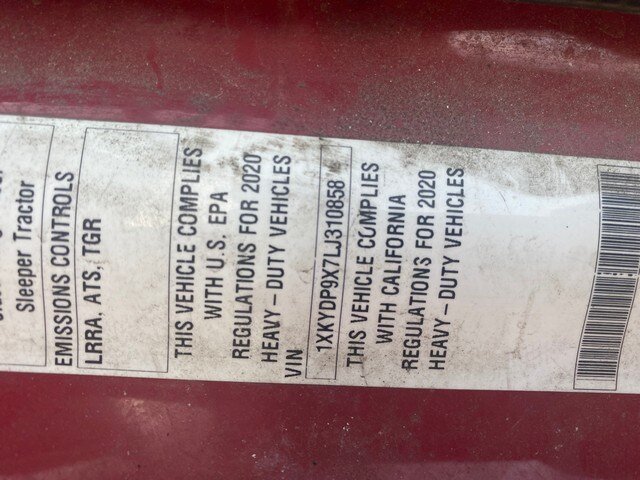 Sleeper Tractor
EMISSIONS CONTROLS
LRRA, ATS, TGR
THIS VEHICLE COMPLIES
WITH U.S. EPA
REGULATIONS FOR 2020
HEAVY-DUTY VEHICLES
VIN
1XKYDP9X7LJ310858
THIS VEHICLE COMPLIES
WITH CALIFORNIA
REGULATIONS FOR 2020
HEAVY-DUTY VEHICLES